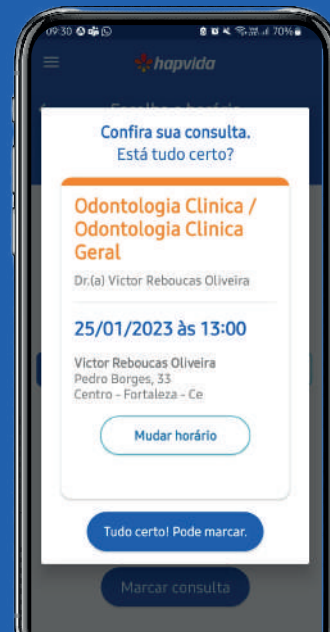 09:30
70%
hapvida
Escolha o horário
Confira sua consulta.
Está tudo certo?
Odontologia Clinica /
Odontologia Clinica
Geral
Dr.(a) Victor Reboucas Oliveira
25/01/2023 às 13:00
Victor Reboucas Oliveira
Pedro Borges, 33
Centro - Fortaleza - Ce
Mudar horário
Tudo certo! Pode marcar.
Marcar consulta